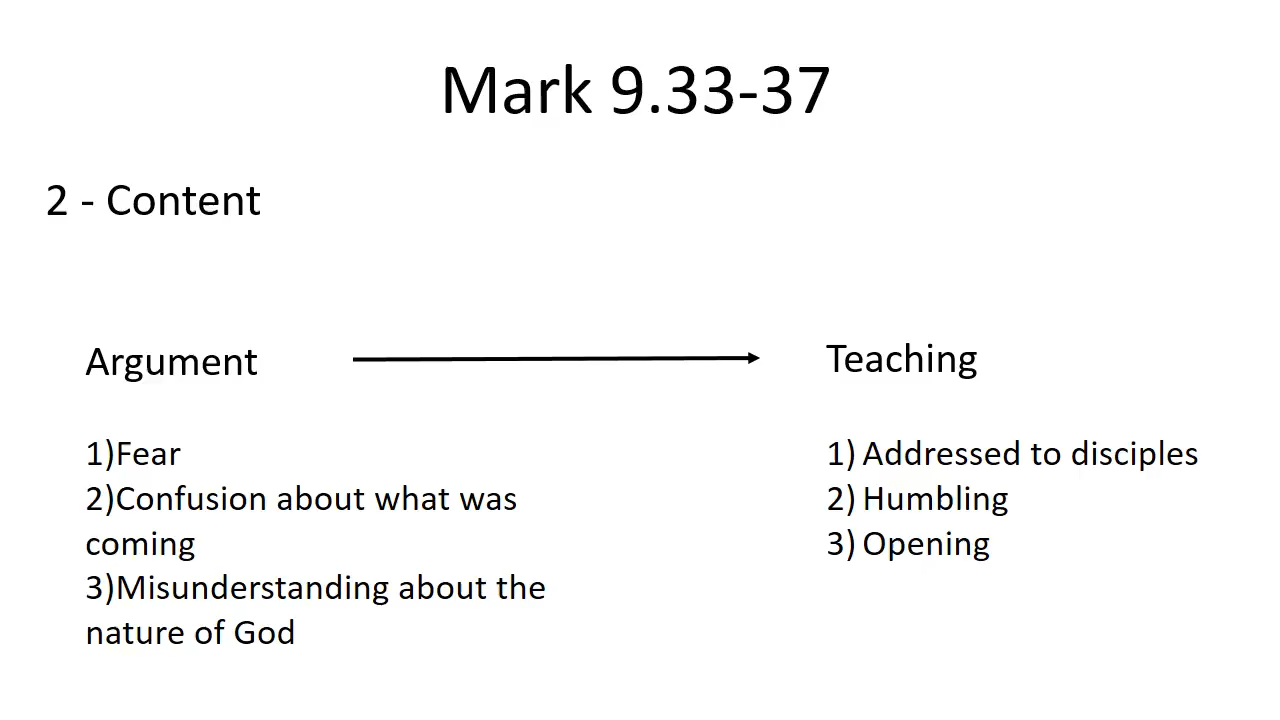 Mark 9.33-37
2 - Content
Argument
1)Fear
2)Confusion about what was
coming
3)Misunderstanding about the
nature of God
Teaching
1) Addressed to disciples
2) Humbling
3) Opening